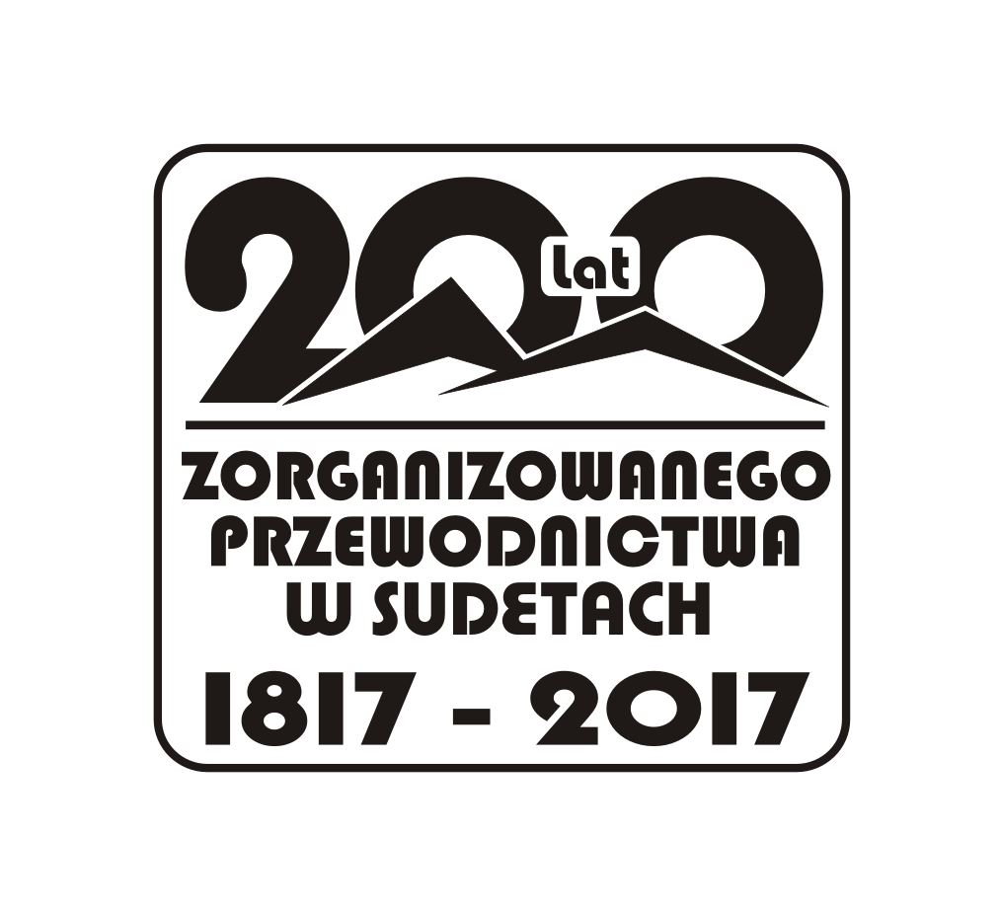 200
Lat
ZORGANIZOWANEGO
PRZEWODNICTWA
W SUDETACH
1817 - 2017